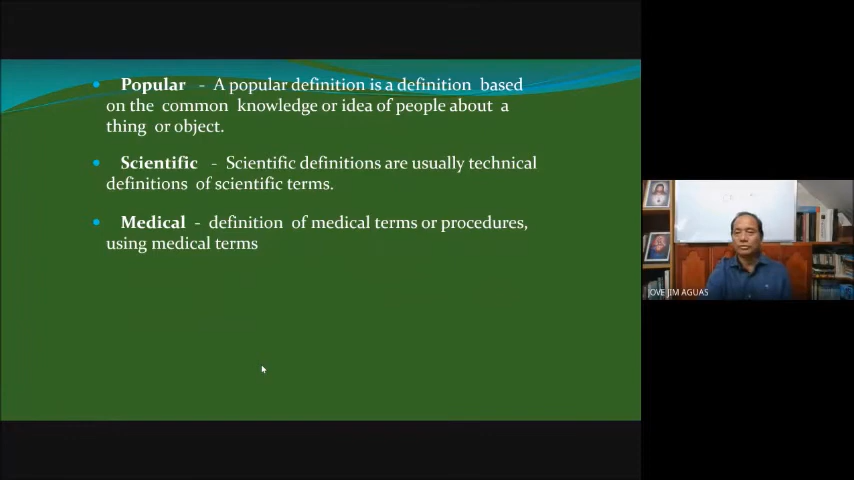 • Popular - A popular definition is a definition based
on the common knowledge or idea of people about a
thing or object.
• Scientific - Scientific definitions are usually technical
definitions of scientific terms.
• Medical - definition of medical terms or procedures,
using medical terms
JOVE JIM AGUAS